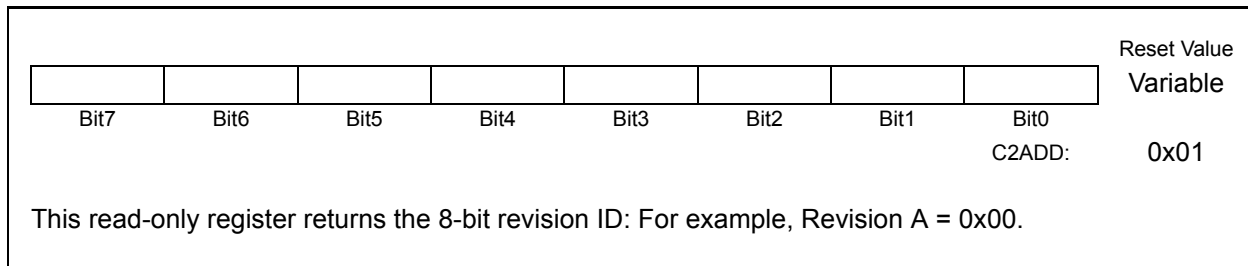 Reset Value
Variable
Bit7 Bit6 Bit5 Bit4 Bit3 Bit2 Bit1 Bit0
C2ADD: 0x01
This read-only register returns the 8-bit revision ID: For example, Revision A = 0x00.